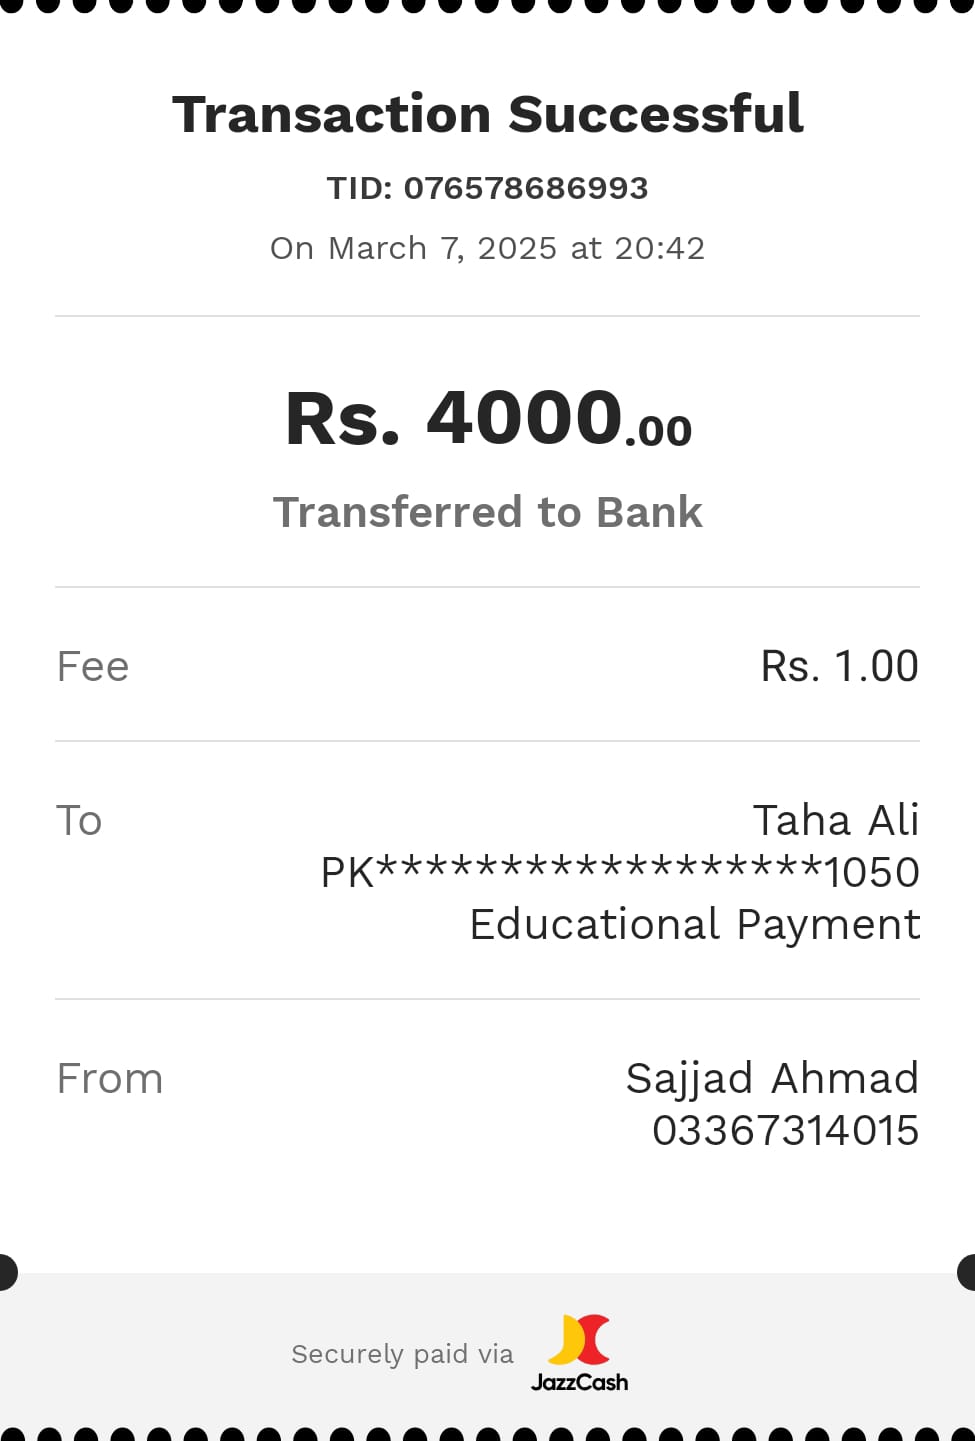 Transaction Successful
TID: 076578686993
On March 7, 2025 at 20:42
Rs. 4000.00
Transferred to Bank
Fee Rs. 1.00
To Taha Ali
PK******************1050
Educational Payment
From Sajjad Ahmad
03367314015
Securely paid via JazzCash